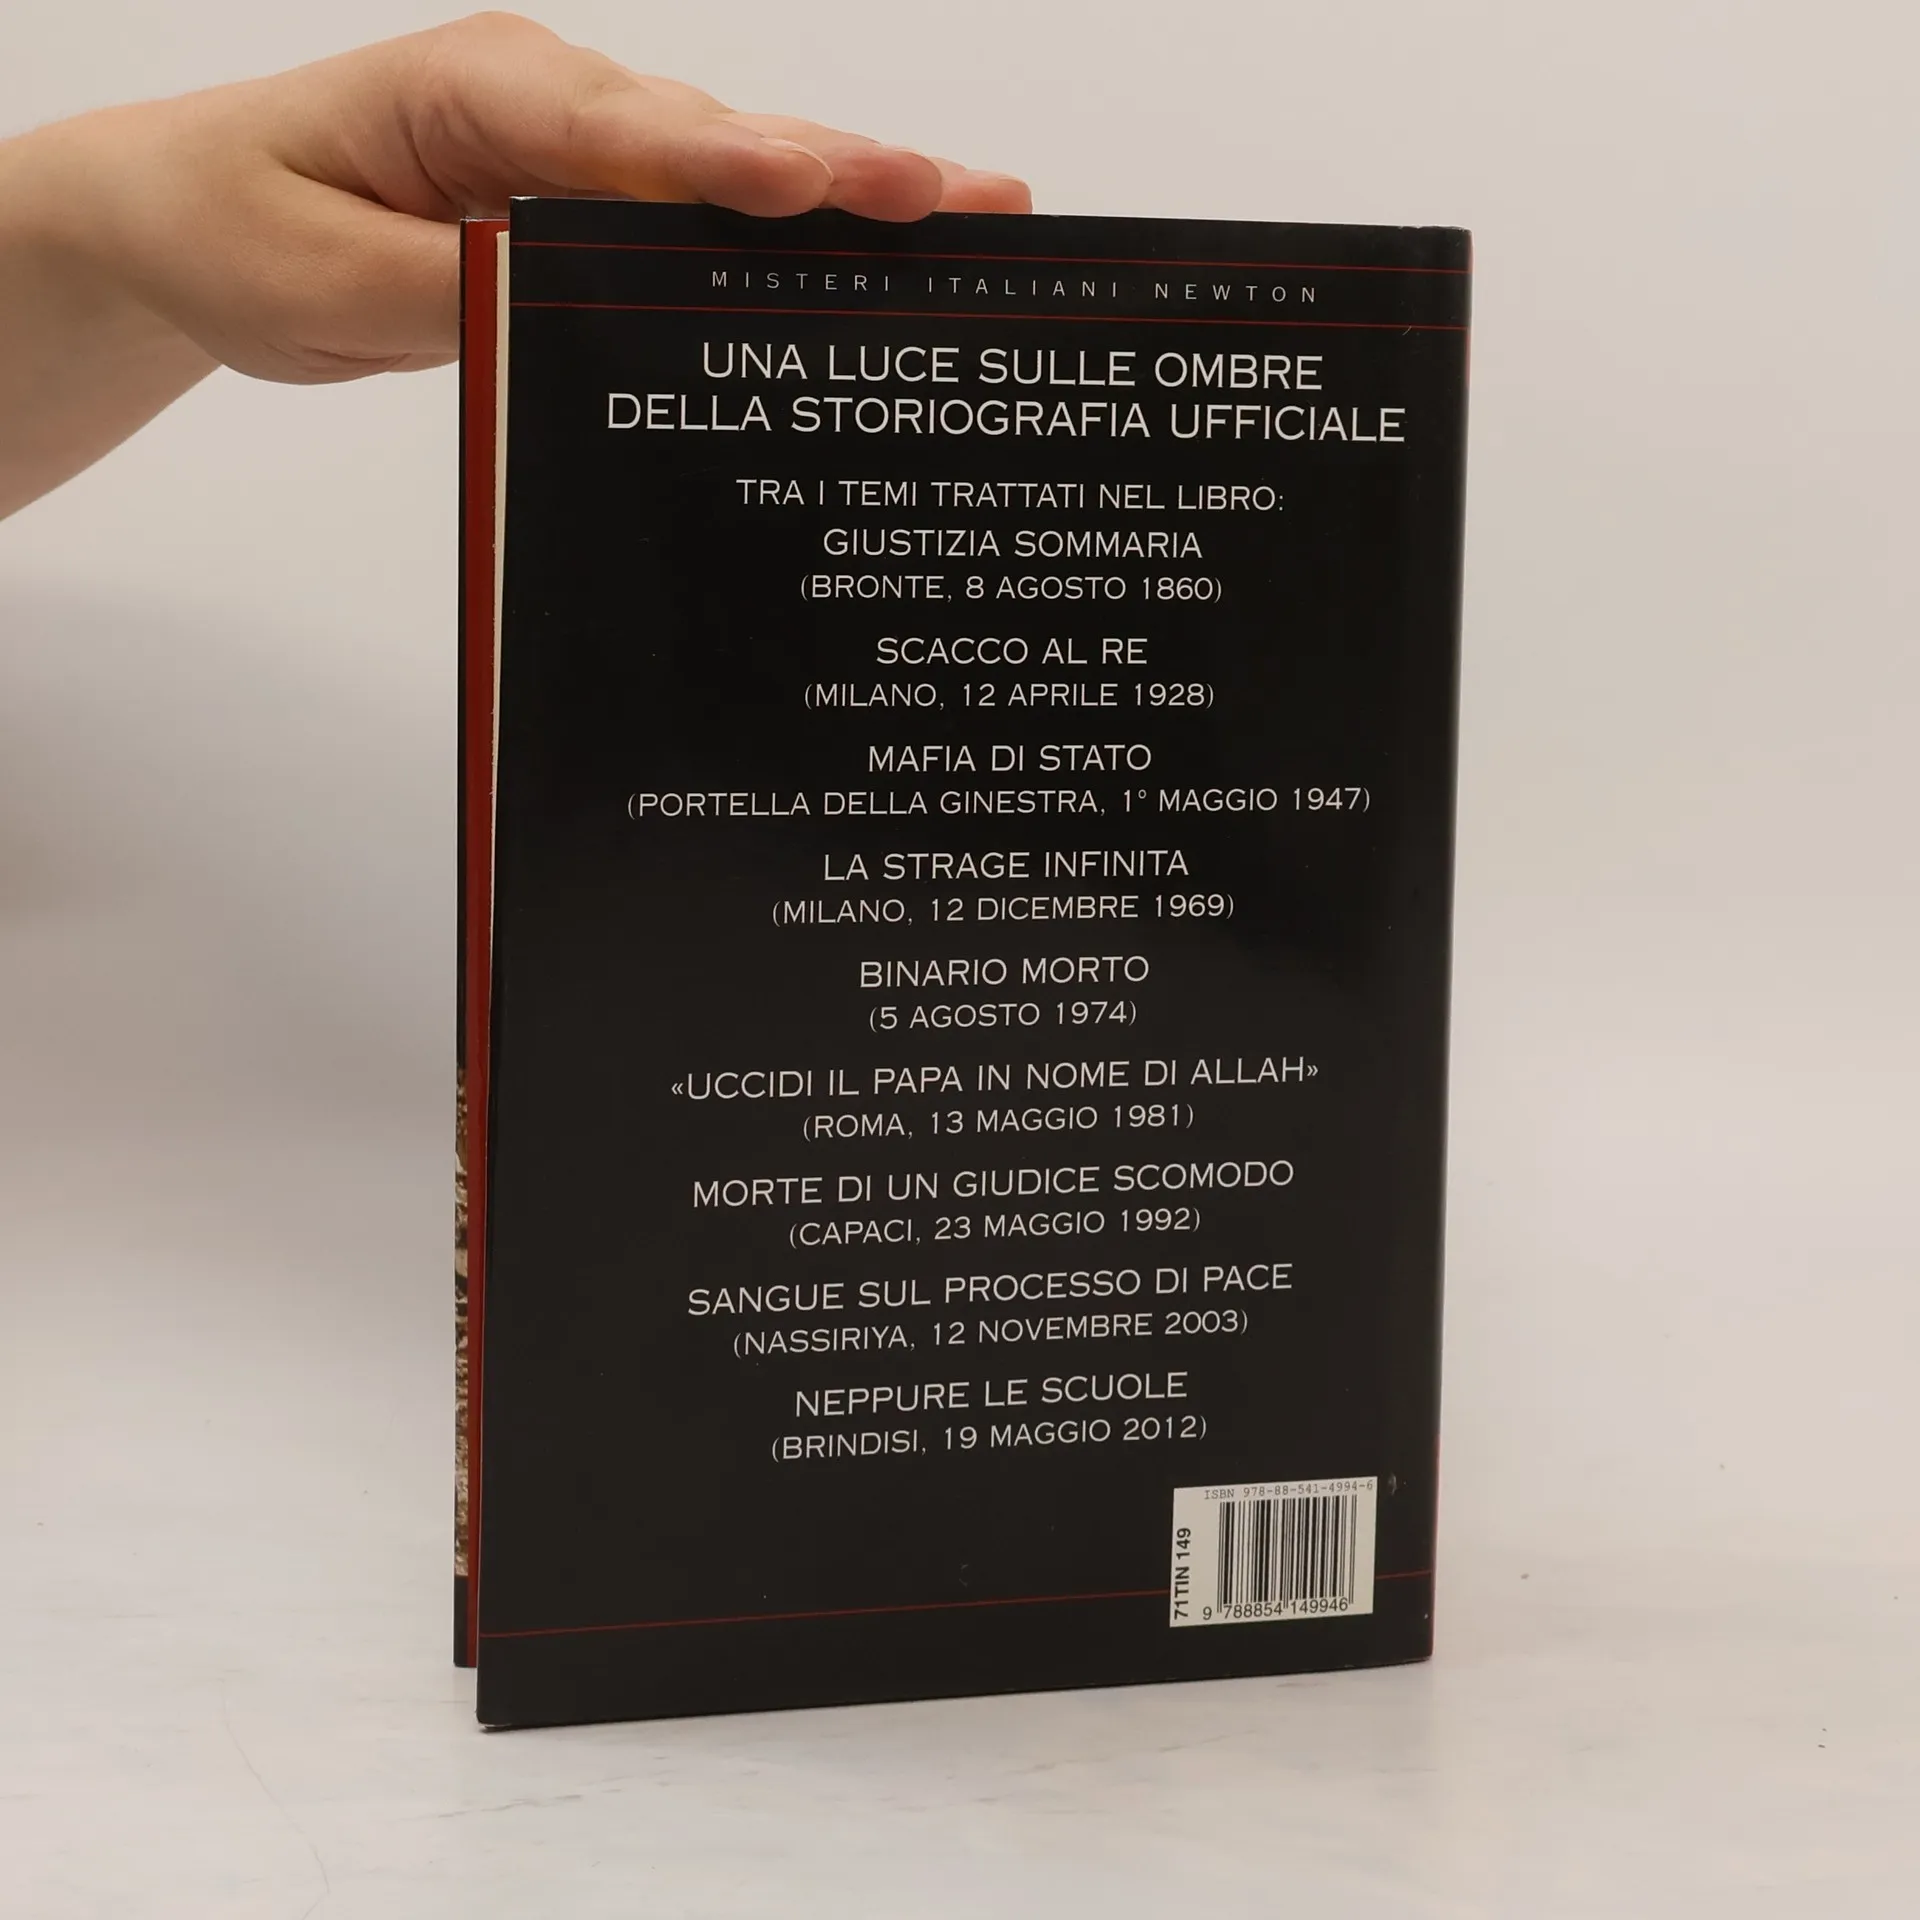 MISTERI ITALIANI NEWTON
UNA LUCE SULLE OMBRE
DELLA STORIOGRAFIA UFFICIALE
TRA I TEMI TRATTATI NEL LIBRO:
GIUSTIZIA SOMMARIA
(BRONTE, 8 AGOSTO 1860)
SCACCO AL RE
(MILANO, 12 APRILE 1928)
MAFIA DI STATO
(PORTELLA DELLA GINESTRA, 1° MAGGIO 1947)
LA STRAGE INFINITA
(MILANO, 12 DICEMBRE 1969)
BINARIO MORTO
(5 AGOSTO 1974)
«UCCIDI IL PAPA IN NOME DI ALLAH»
(ROMA, 13 MAGGIO 1981)
MORTE DI UN GIUDICE SCOMODO
(CAPACI, 23 MAGGIO 1992)
SANGUE SUL PROCESSO DI PACE
(NASSIRIYA, 12 NOVEMBRE 2003)
NEPPURE LE SCUOLE
(BRINDISI, 19 MAGGIO 2012)
ISBN 978-88-541-4994-6
71TIN 149
9 788854 149946